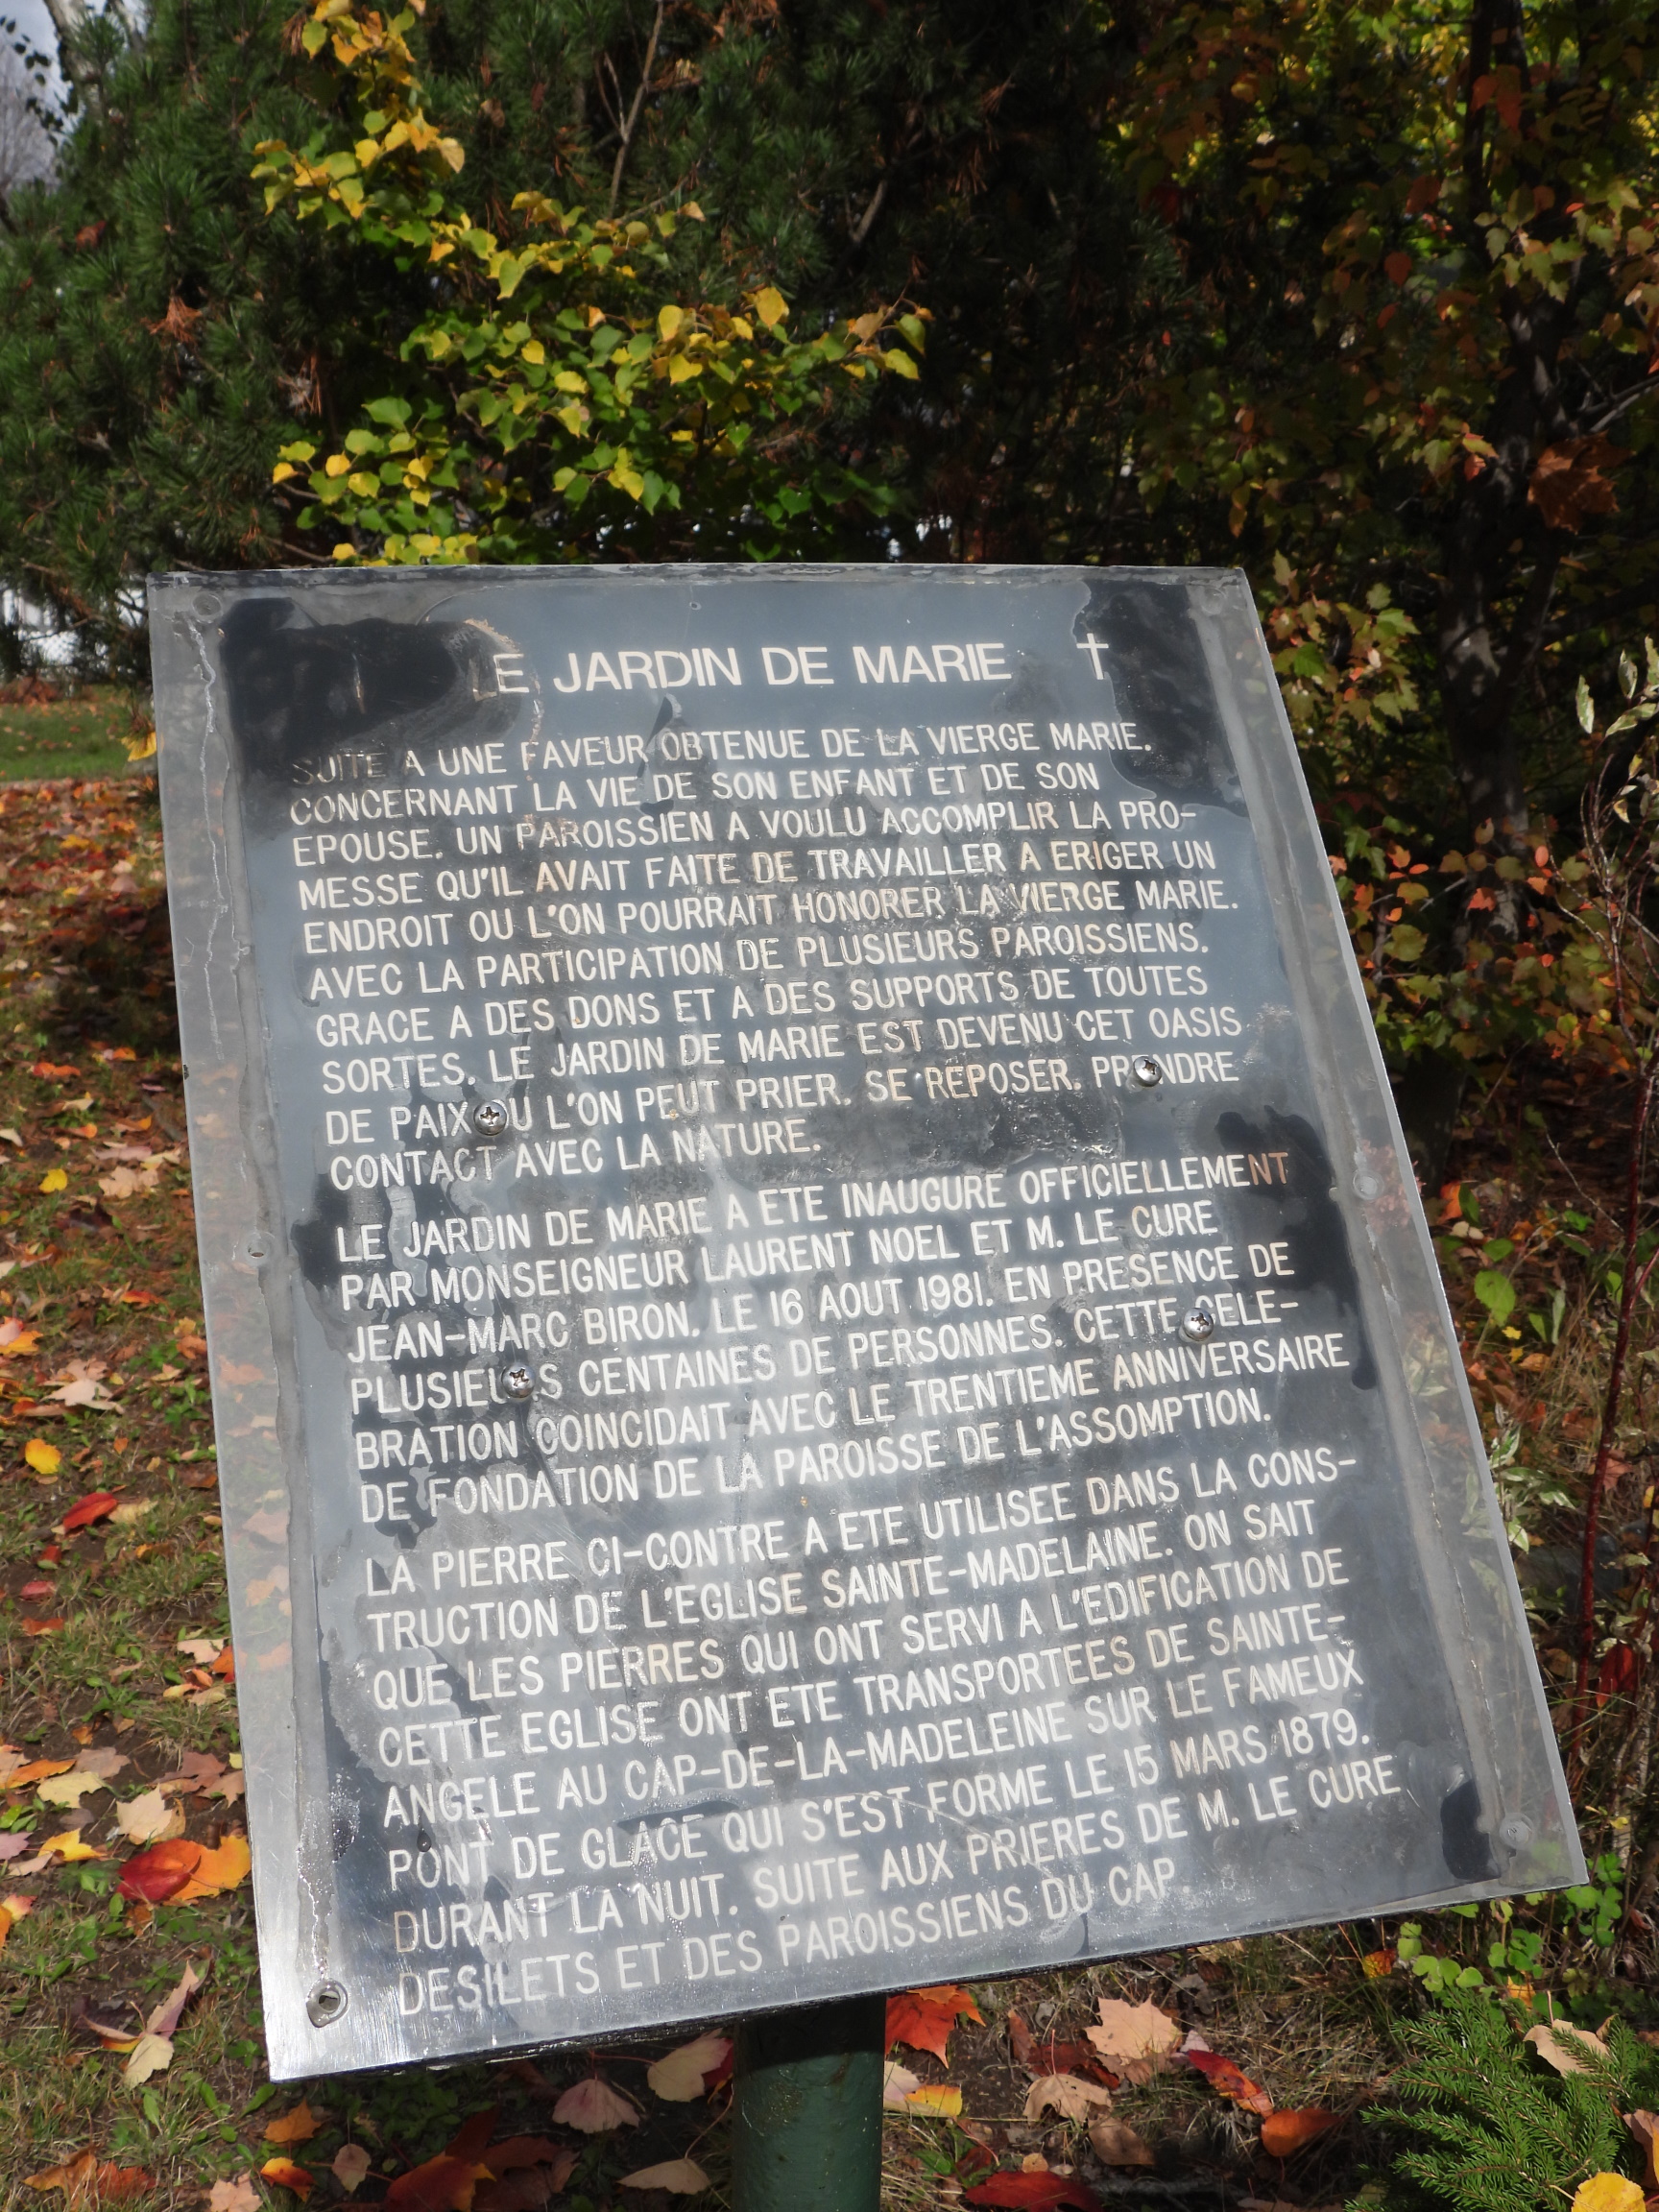 LE JARDIN DE MARIE †
SUITE A UNE FAVEUR OBTENUE DE LA VIERGE MARIE.
CONCERNANT LA VIE DE SON ENFANT ET DE SON
EPOUSE. UN PAROISSIEN A VOULU ACCOMPLIR LA PRO-
MESSE QU'IL AVAIT FAITE DE TRAVAILLER A ERIGER UN
ENDROIT OU L'ON POURRAIT HONORER LA VIERGE MARIE.
AVEC LA PARTICIPATION DE PLUSIEURS PAROISSIENS.
GRACE A DES DONS ET A DES SUPPORTS DE TOUTES
SORTES. LE JARDIN DE MARIE EST DEVENU CET OASIS
DE PAIX OU L'ON PEUT PRIER. SE REPOSER. PRENDRE
CONTACT AVEC LA NATURE.
LE JARDIN DE MARIE A ETE INAUGURE OFFICIELLEMENT
PAR MONSEIGNEUR LAURENT NOEL ET M. LE CURE
JEAN-MARC BIRON. LE 16 AOUT 1981. EN PRESENCE DE
PLUSIEURS CENTAINES DE PERSONNES. CETTE CELE-
BRATION COINCIDAIT AVEC LE TRENTIEME ANNIVERSAIRE
DE FONDATION DE LA PAROISSE DE L'ASSOMPTION.
LA PIERRE CI-CONTRE A ETE UTILISEE DANS LA CONS-
TRUCTION DE L'EGLISE SAINTE-MADELAINE. ON SAIT
QUE LES PIERRES QUI ONT SERVI A L'EDIFICATION DE
CETTE EGLISE ONT ETE TRANSPORTEES DE SAINTE-
ANGELE AU CAP-DE-LA-MADELEINE SUR LE FAMEUX
PONT DE GLACE QUI S'EST FORME LE 15 MARS 1879.
DURANT LA NUIT. SUITE AUX PRIERES DE M. LE CURE
DESILETS ET DES PAROISSIENS DU CAP.